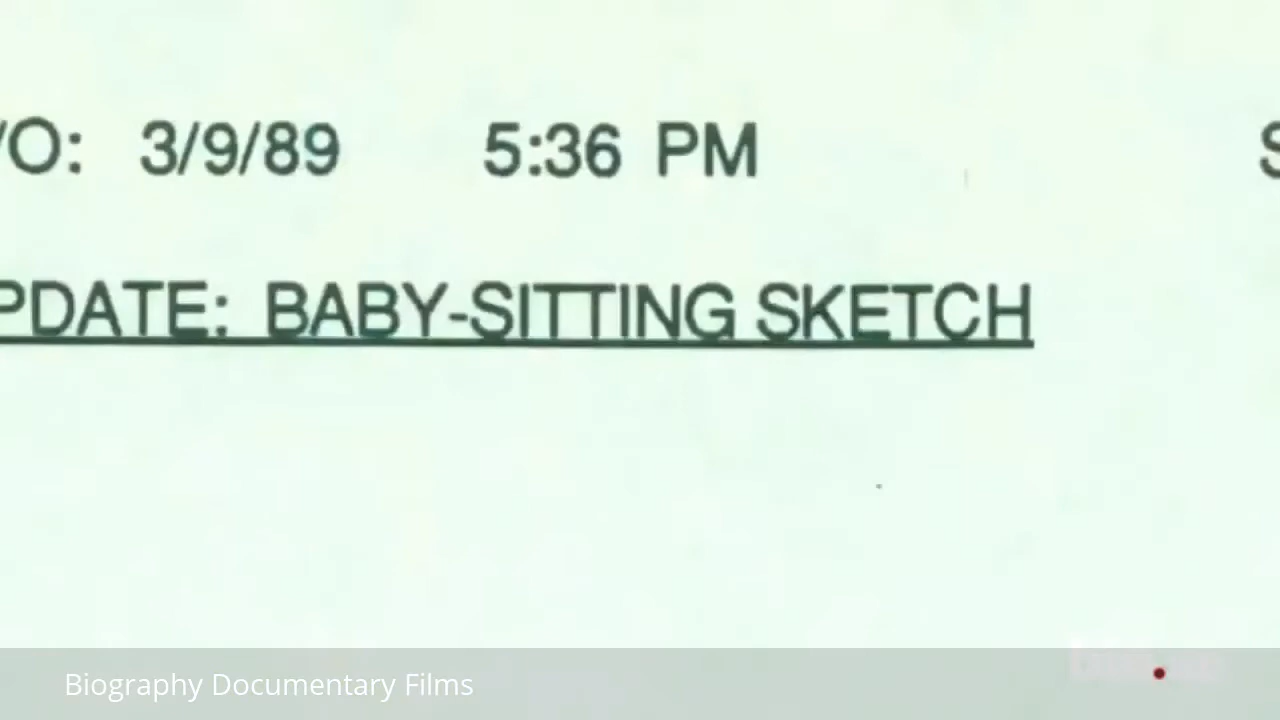 /O: 3/9/89 5:36 PM S
PDATE: BABY-SITTING SKETCH
Biography Documentary Films